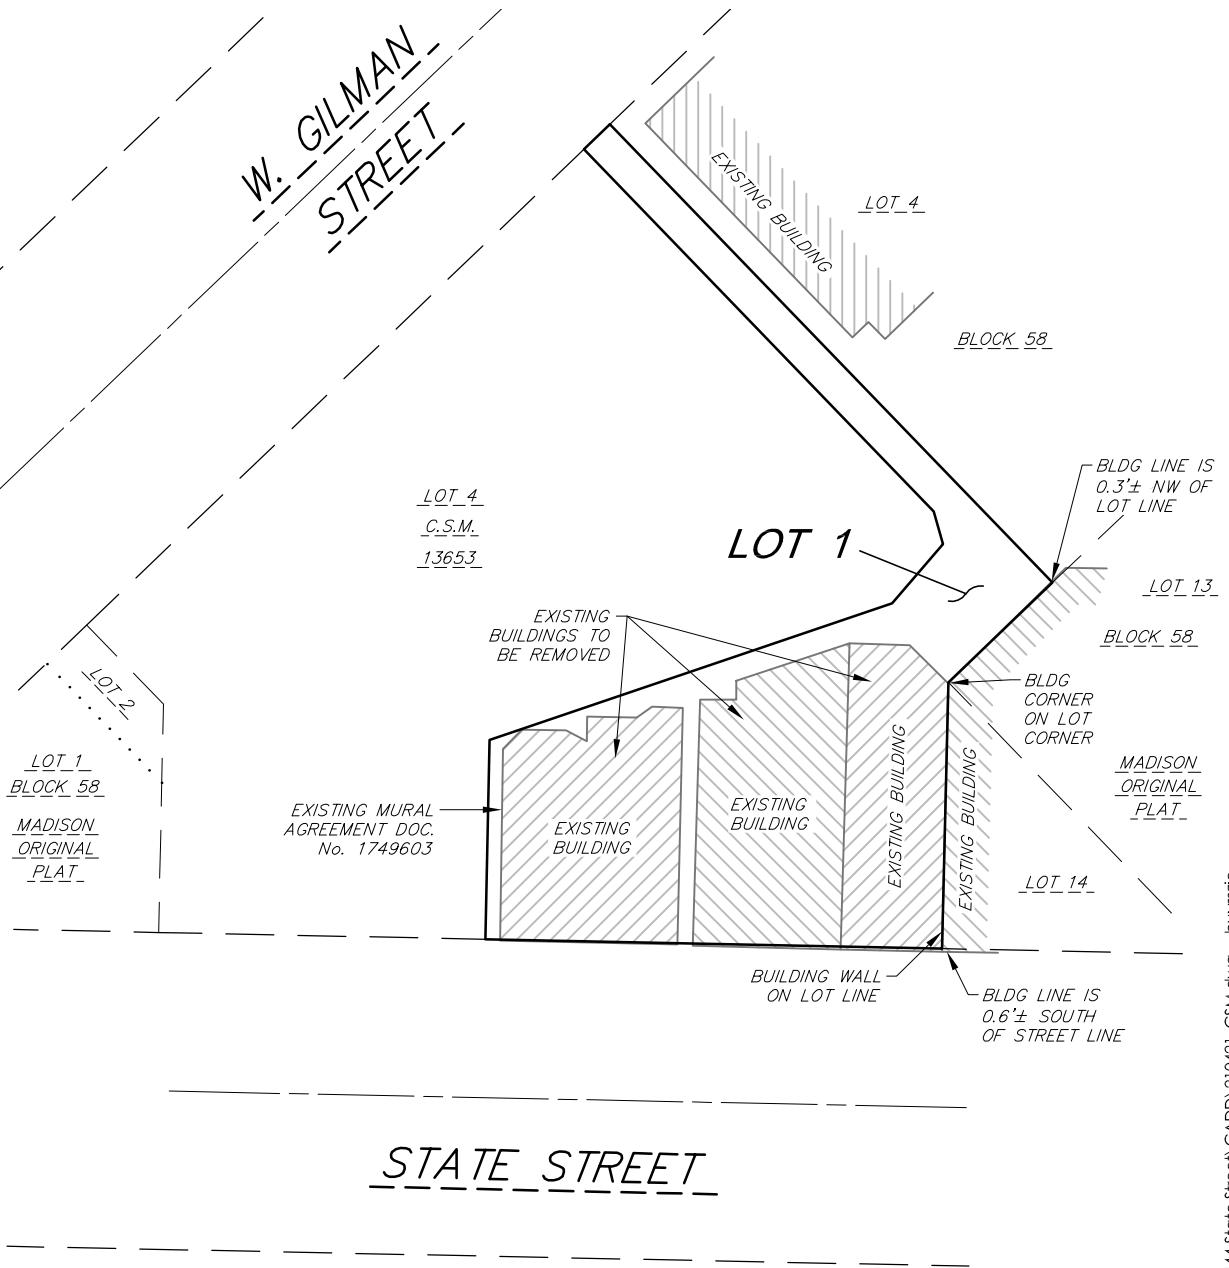 W. GILMAN
STREET
EXISTING BUILDING
LOT 4
BLOCK 58
BLDG LINE IS
0.3'± NW OF
LOT LINE
LOT 4
C.S.M.
13653
LOT 1
LOT 13
BLOCK 58
EXISTING
BUILDINGS TO
BE REMOVED
LOT 2
BLDG
CORNER
ON LOT
CORNER
LOT 1
BLOCK 58
MADISON
ORIGINAL
PLAT
MADISON
ORIGINAL
PLAT
EXISTING MURAL
AGREEMENT DOC.
No. 1749603
EXISTING
BUILDING
EXISTING
BUILDING
EXISTING BUILDING
EXISTING BUILDING
LOT 14
BUILDING WALL
ON LOT LINE
BLDG LINE IS
0.6'± SOUTH
OF STREET LINE
STATE STREET